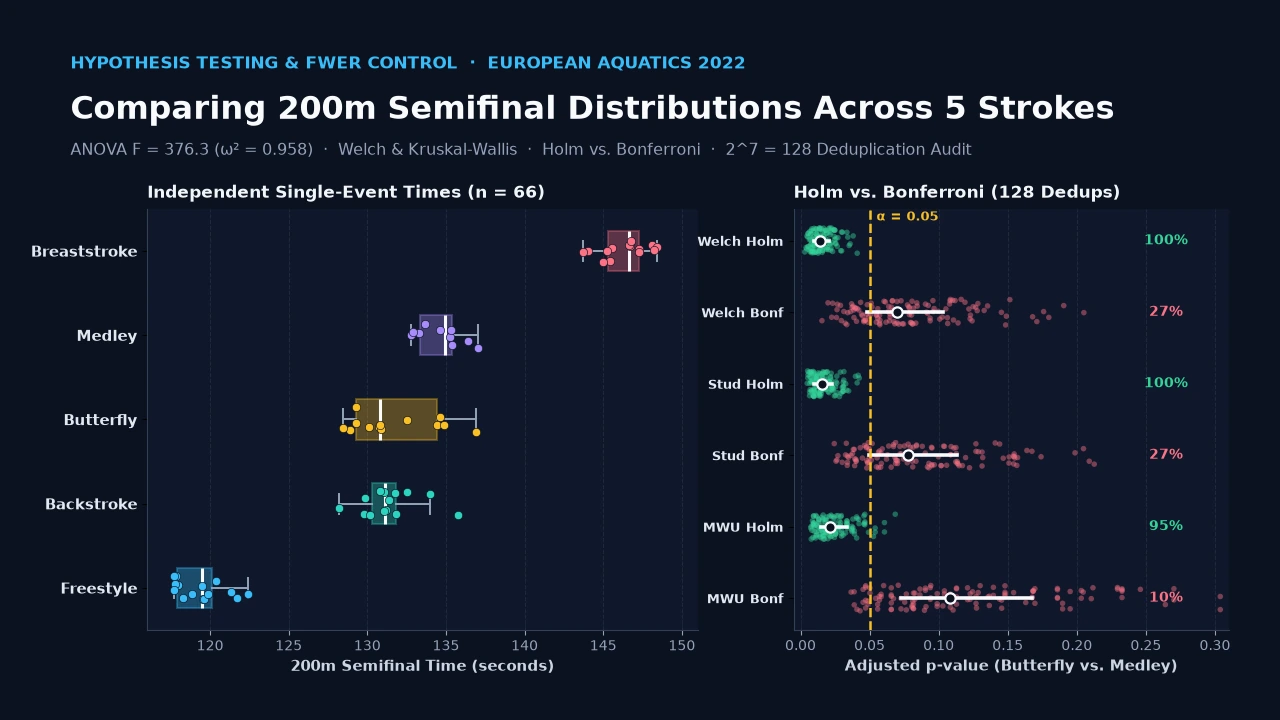 HYPOTHESIS TESTING & FWER CONTROL · EUROPEAN AQUATICS 2022
Comparing 200m Semifinal Distributions Across 5 Strokes
ANOVA F = 376.3 (ω² = 0.958) · Welch & Kruskal-Wallis · Holm vs. Bonferroni · 2^7 = 128 Deduplication Audit
Independent Single-Event Times (n = 66)
Breaststroke
Medley
Butterfly
Backstroke
Freestyle
120 125 130 135 140 145 150
200m Semifinal Time (seconds)
Holm vs. Bonferroni (128 Dedups)
α = 0.05
Welch Holm 100%
Welch Bonf 27%
Stud Holm 100%
Stud Bonf 27%
MWU Holm 95%
MWU Bonf 10%
0.00 0.05 0.10 0.15 0.20 0.25 0.30
Adjusted p-value (Butterfly vs. Medley)